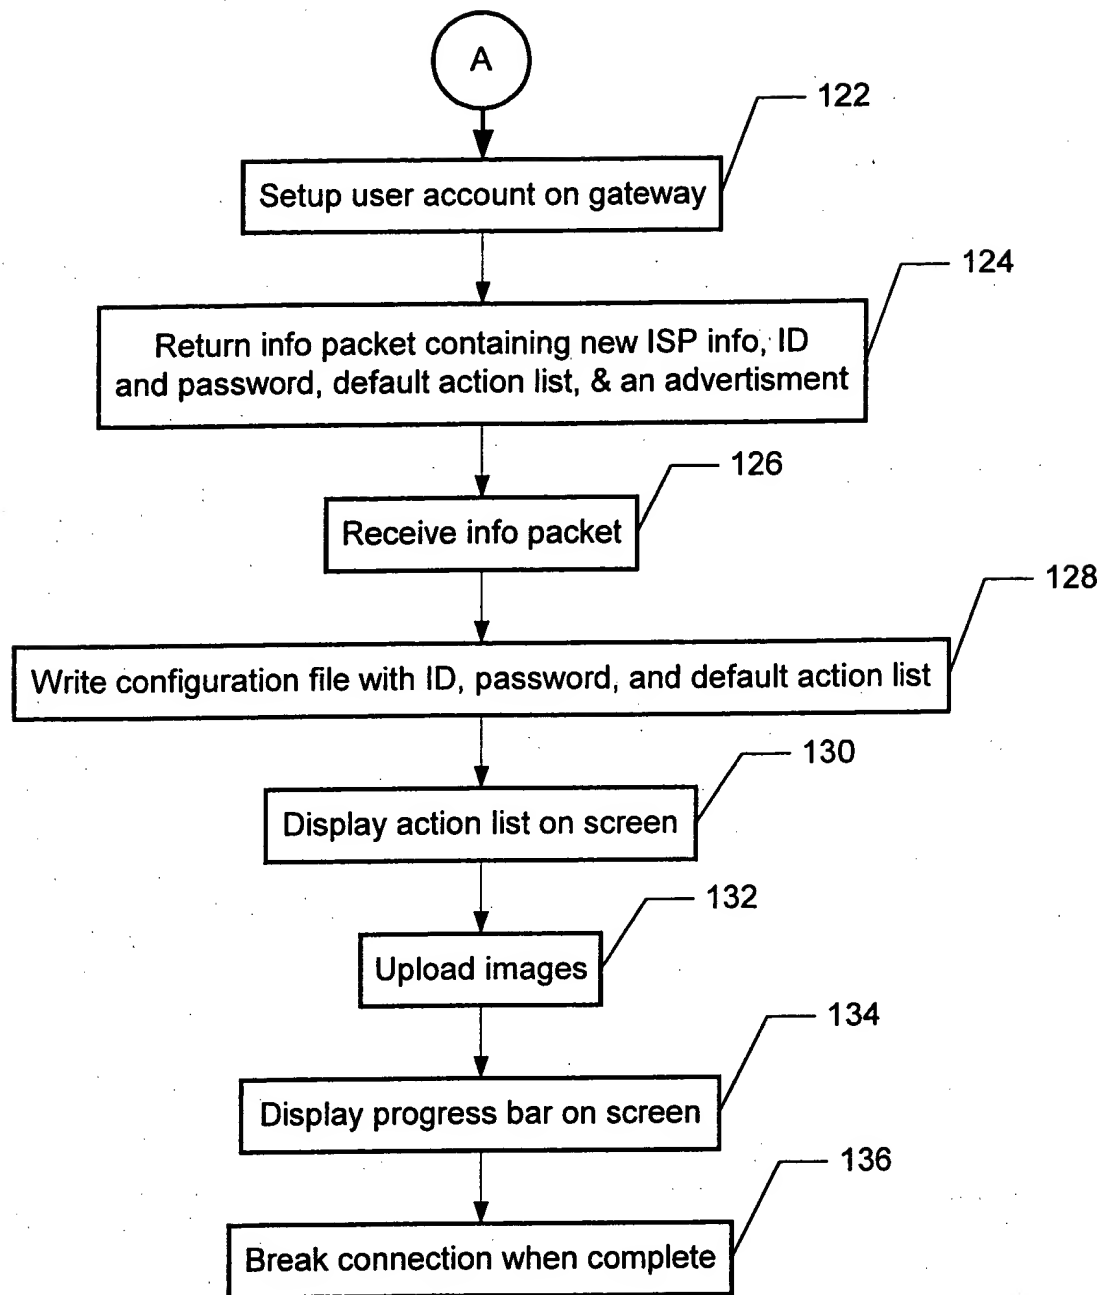 A
122
Setup user account on gateway
124
Return info packet containing new ISP info, ID
and password, default action list, & an advertisment
126
Receive info packet
128
Write configuration file with ID, password, and default action list
130
Display action list on screen
132
Upload images
134
Display progress bar on screen
136
Break connection when complete